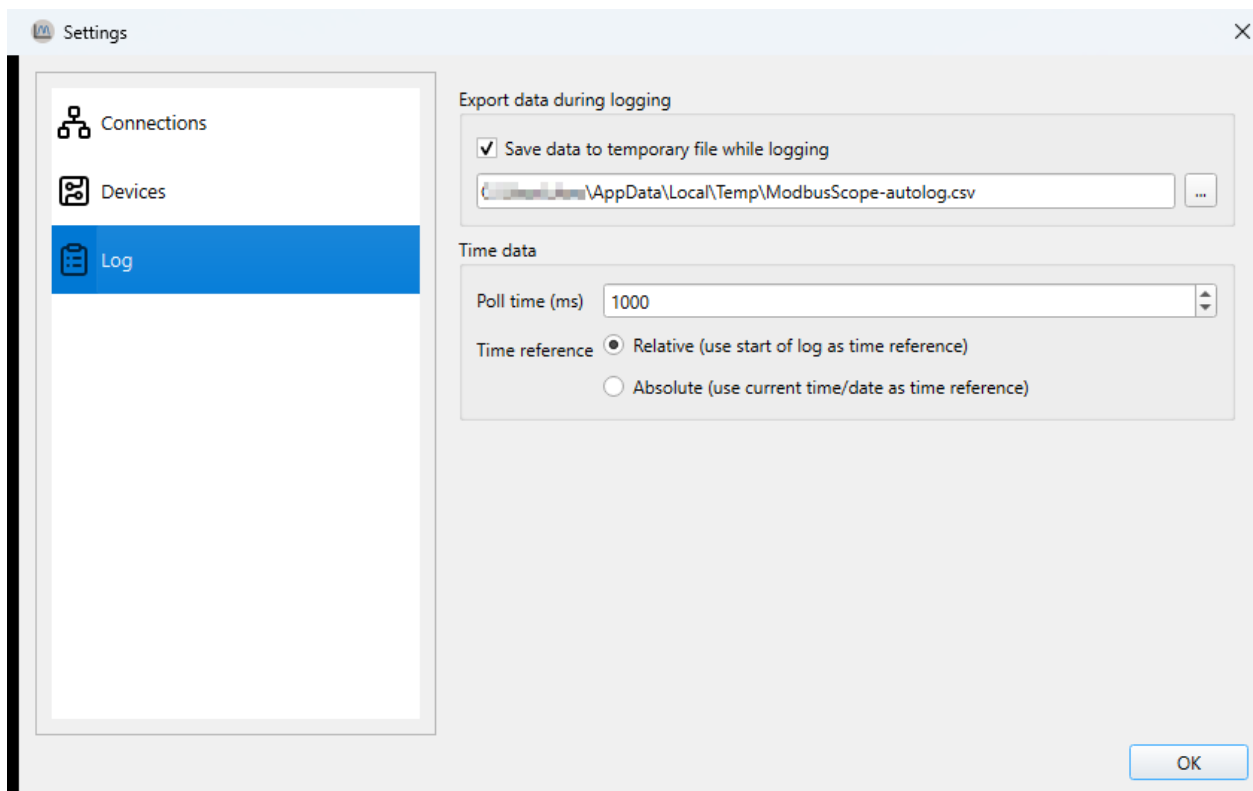 Settings
Connections
Devices
Log
Export data during logging
Save data to temporary file while logging
\AppData\Local\Temp\ModbusScope-autolog.csv
...
Time data
Poll time (ms) 1000
Time reference Relative (use start of log as time reference)
Absolute (use current time/date as time reference)
OK